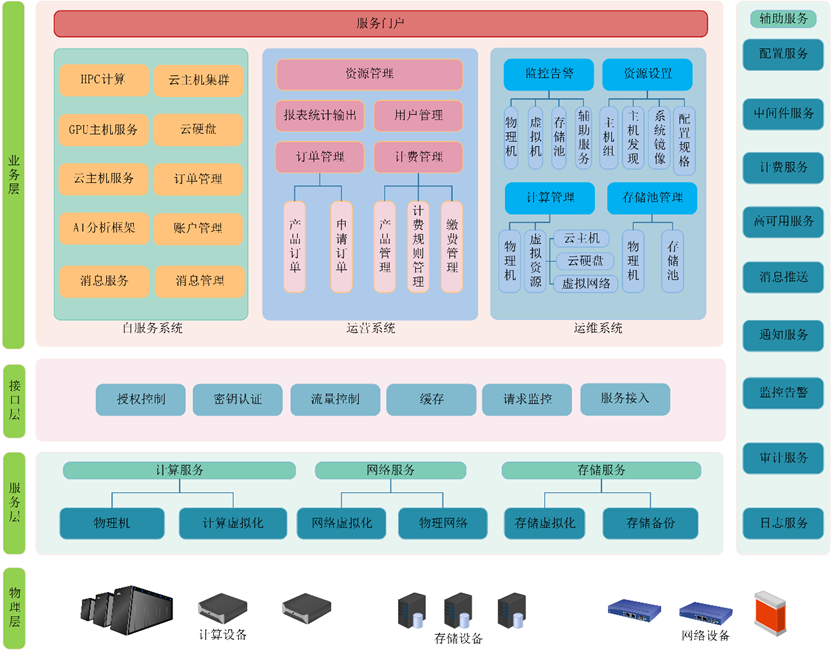 业务层
服务门户
HPC计算
云主机集群
GPU主机服务
云硬盘
云主机服务
订单管理
AI分析框架
账户管理
消息服务
消息管理
自服务系统
资源管理
报表统计输出
用户管理
订单管理
计费管理
产品订单
申请订单
产品管理
计费规则管理
缴费管理
运营系统
监控告警
资源设置
物理机
虚拟机
存储池
辅助服务
主机组
主机发现
系统镜像
配置规格
计算管理
存储池管理
物理机
虚拟资源
云主机
云硬盘
虚拟网络
物理机
存储池
运维系统
接口层
授权控制
密钥认证
流量控制
缓存
请求监控
服务接入
服务层
计算服务
网络服务
存储服务
物理机
计算虚拟化
网络虚拟化
物理网络
存储虚拟化
存储备份
物理层
计算设备
存储设备
网络设备
辅助服务
配置服务
中间件服务
计费服务
高可用服务
消息推送
通知服务
监控告警
审计服务
日志服务